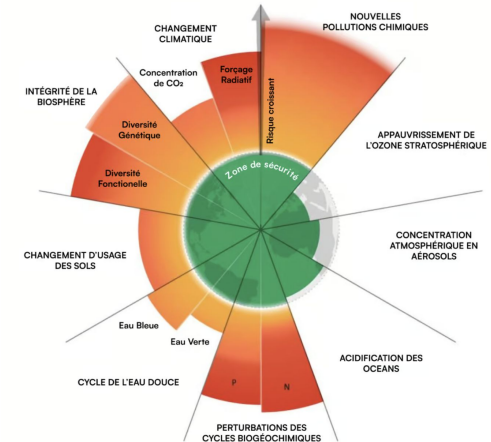 NOUVELLES
POLLUTIONS CHIMIQUES
CHANGEMENT
CLIMATIQUE
Concentration
de CO₂
Forçage
Radiatif
Risque croissant
INTÉGRITÉ DE LA
BIOSPHÈRE
Diversité
Génétique
Diversité
Fonctionelle
APPAUVRISSEMENT DE
L'OZONE STRATOSPHÉRIQUE
Zone de sécurité
CONCENTRATION
ATMOSPHÉRIQUE EN
AÉROSOLS
CHANGEMENT D'USAGE
DES SOLS
Eau Bleue
Eau Verte
ACIDIFICATION DES
OCEANS
CYCLE DE L'EAU DOUCE
P
N
PERTURBATIONS DES
CYCLES BIOGÉOCHIMIQUES